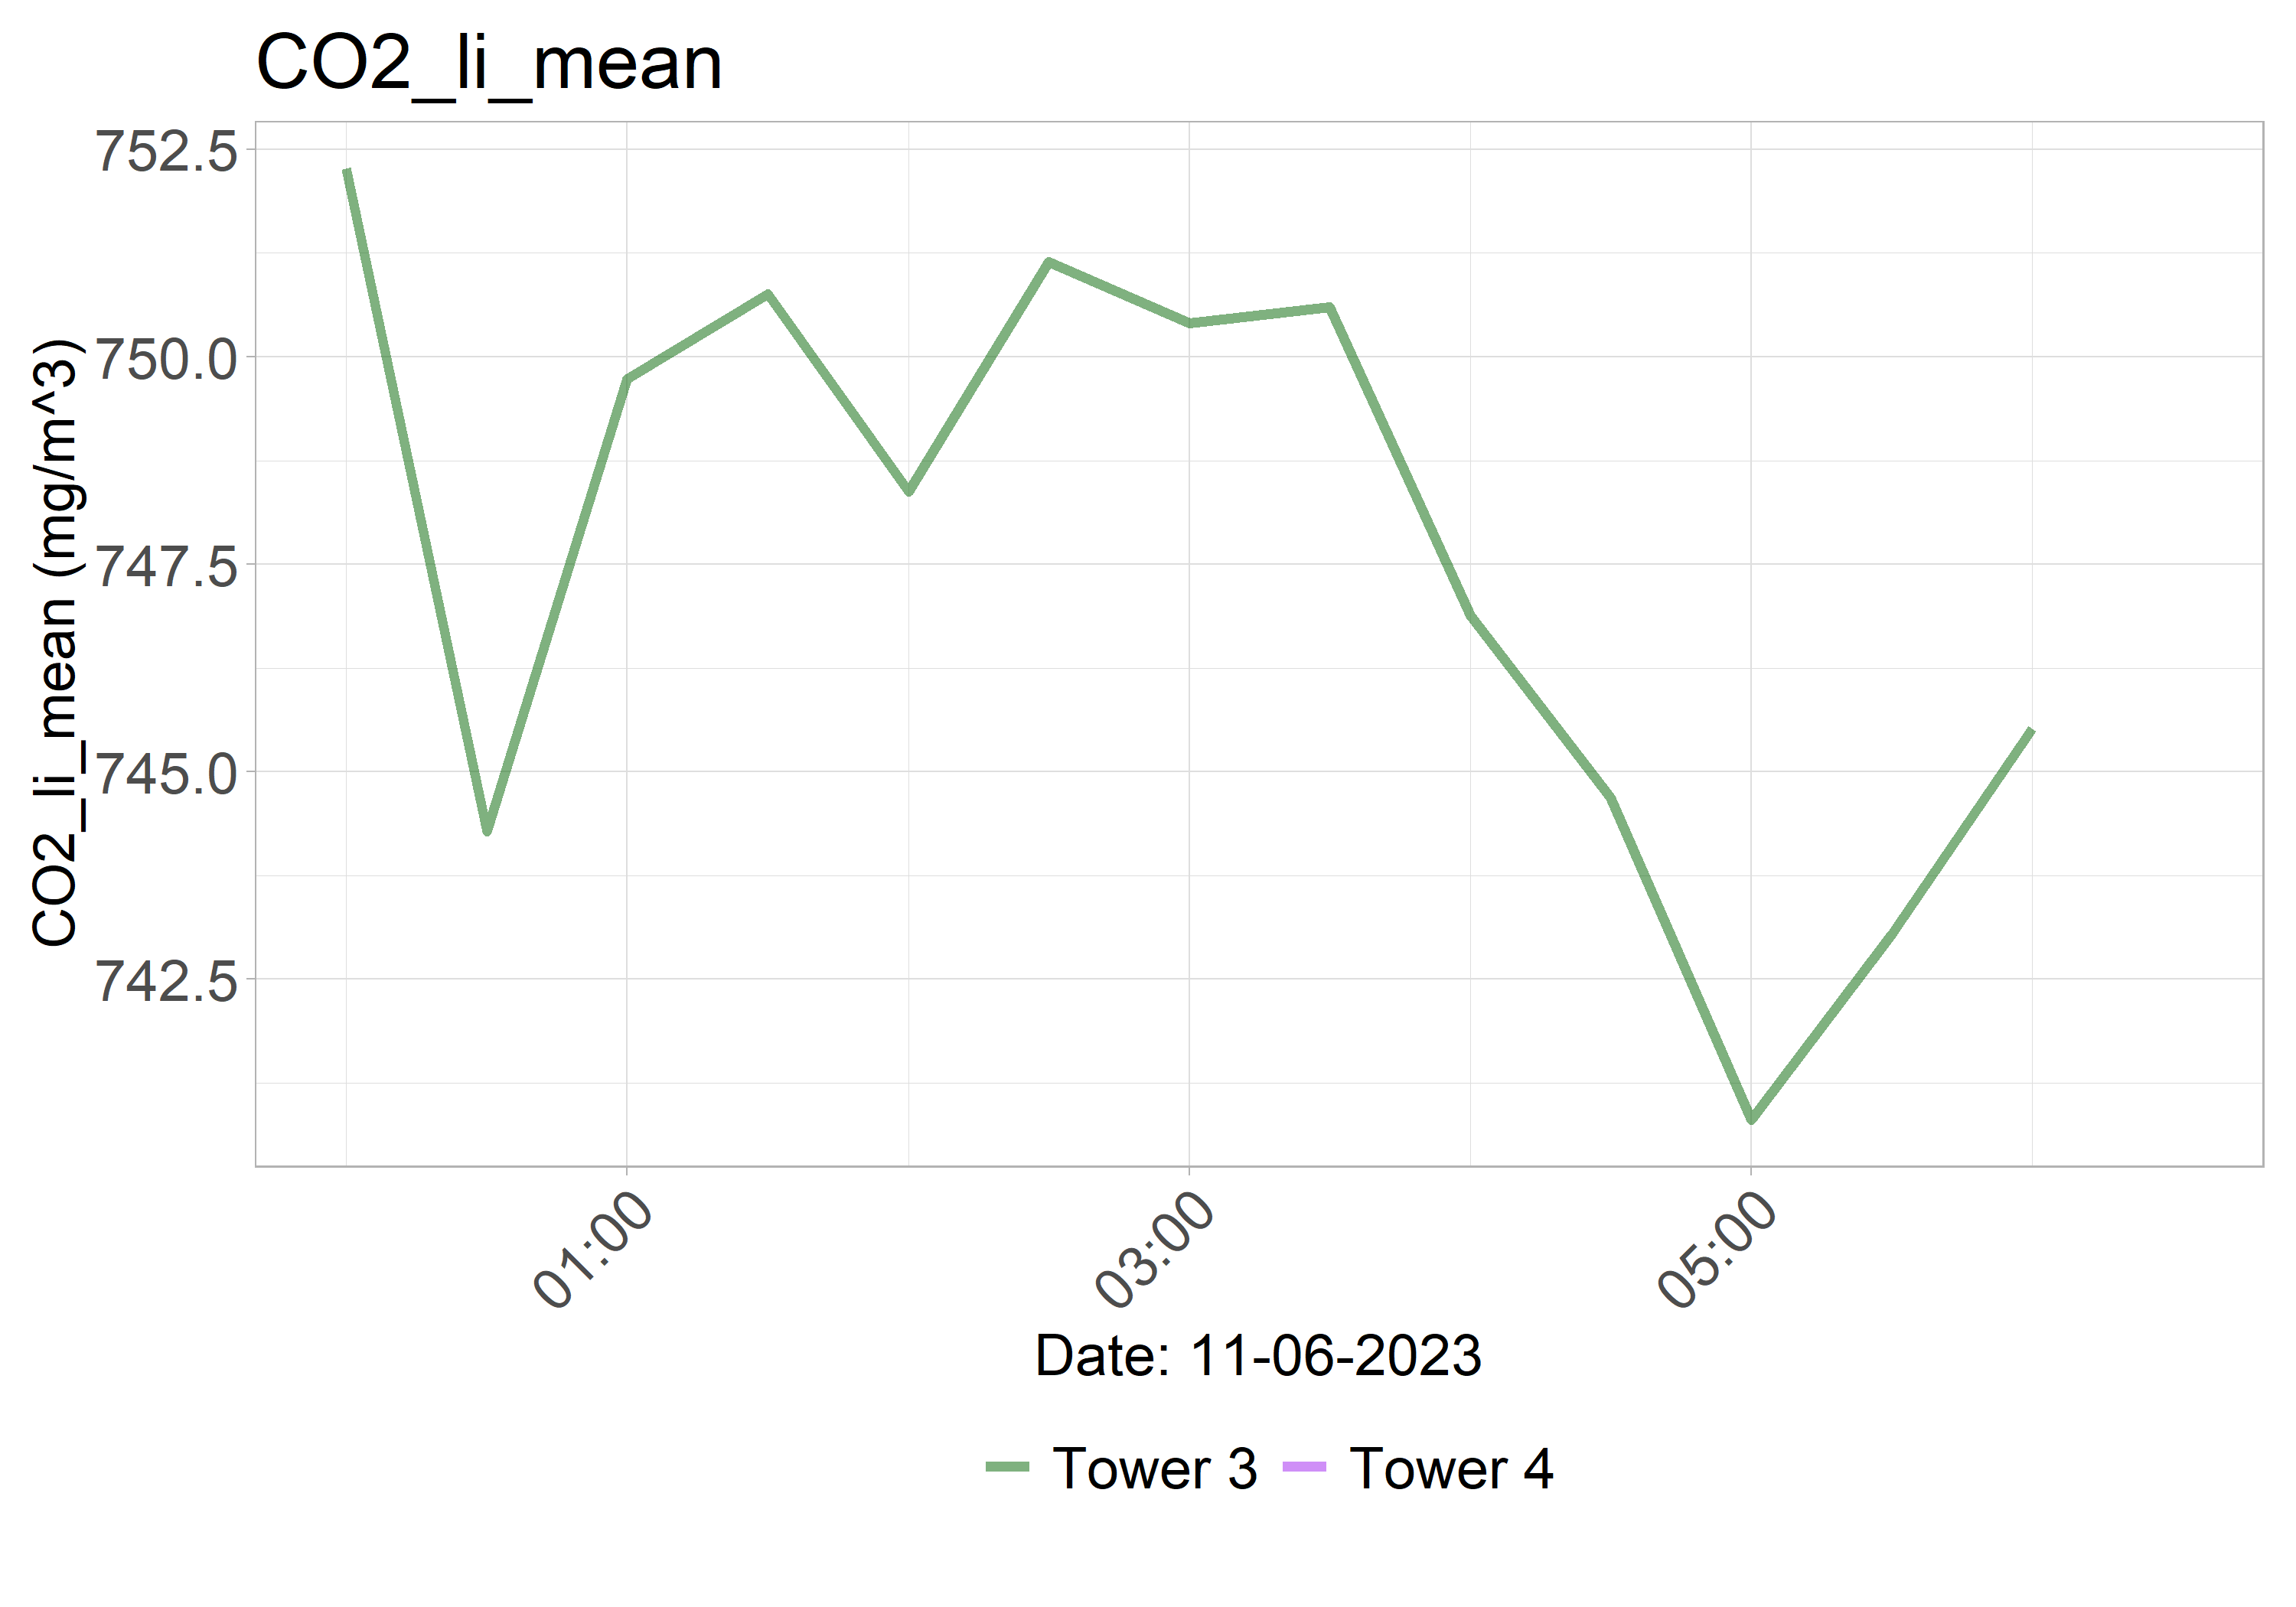 CO2_li_mean
CO2_li_mean (mg/m^3)
752.5
750.0
747.5
745.0
742.5
01:00 03:00 05:00
Date: 11-06-2023
Tower 3 Tower 4